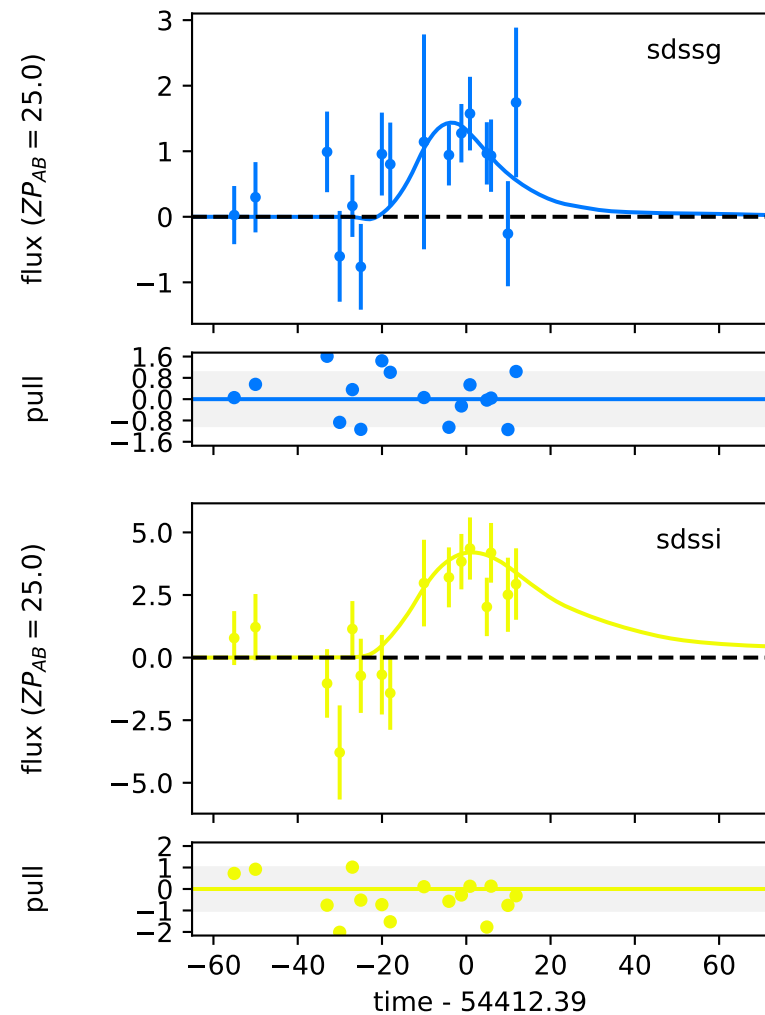 3
2
1
0
−1
flux (ZP_AB = 25.0)
sdssg
1.6
0.8
0.0
−0.8
−1.6
pull
5.0
2.5
0.0
−2.5
−5.0
flux (ZP_AB = 25.0)
sdssi
2
1
0
−1
−2
pull
−60 −40 −20 0 20 40 60
time - 54412.39